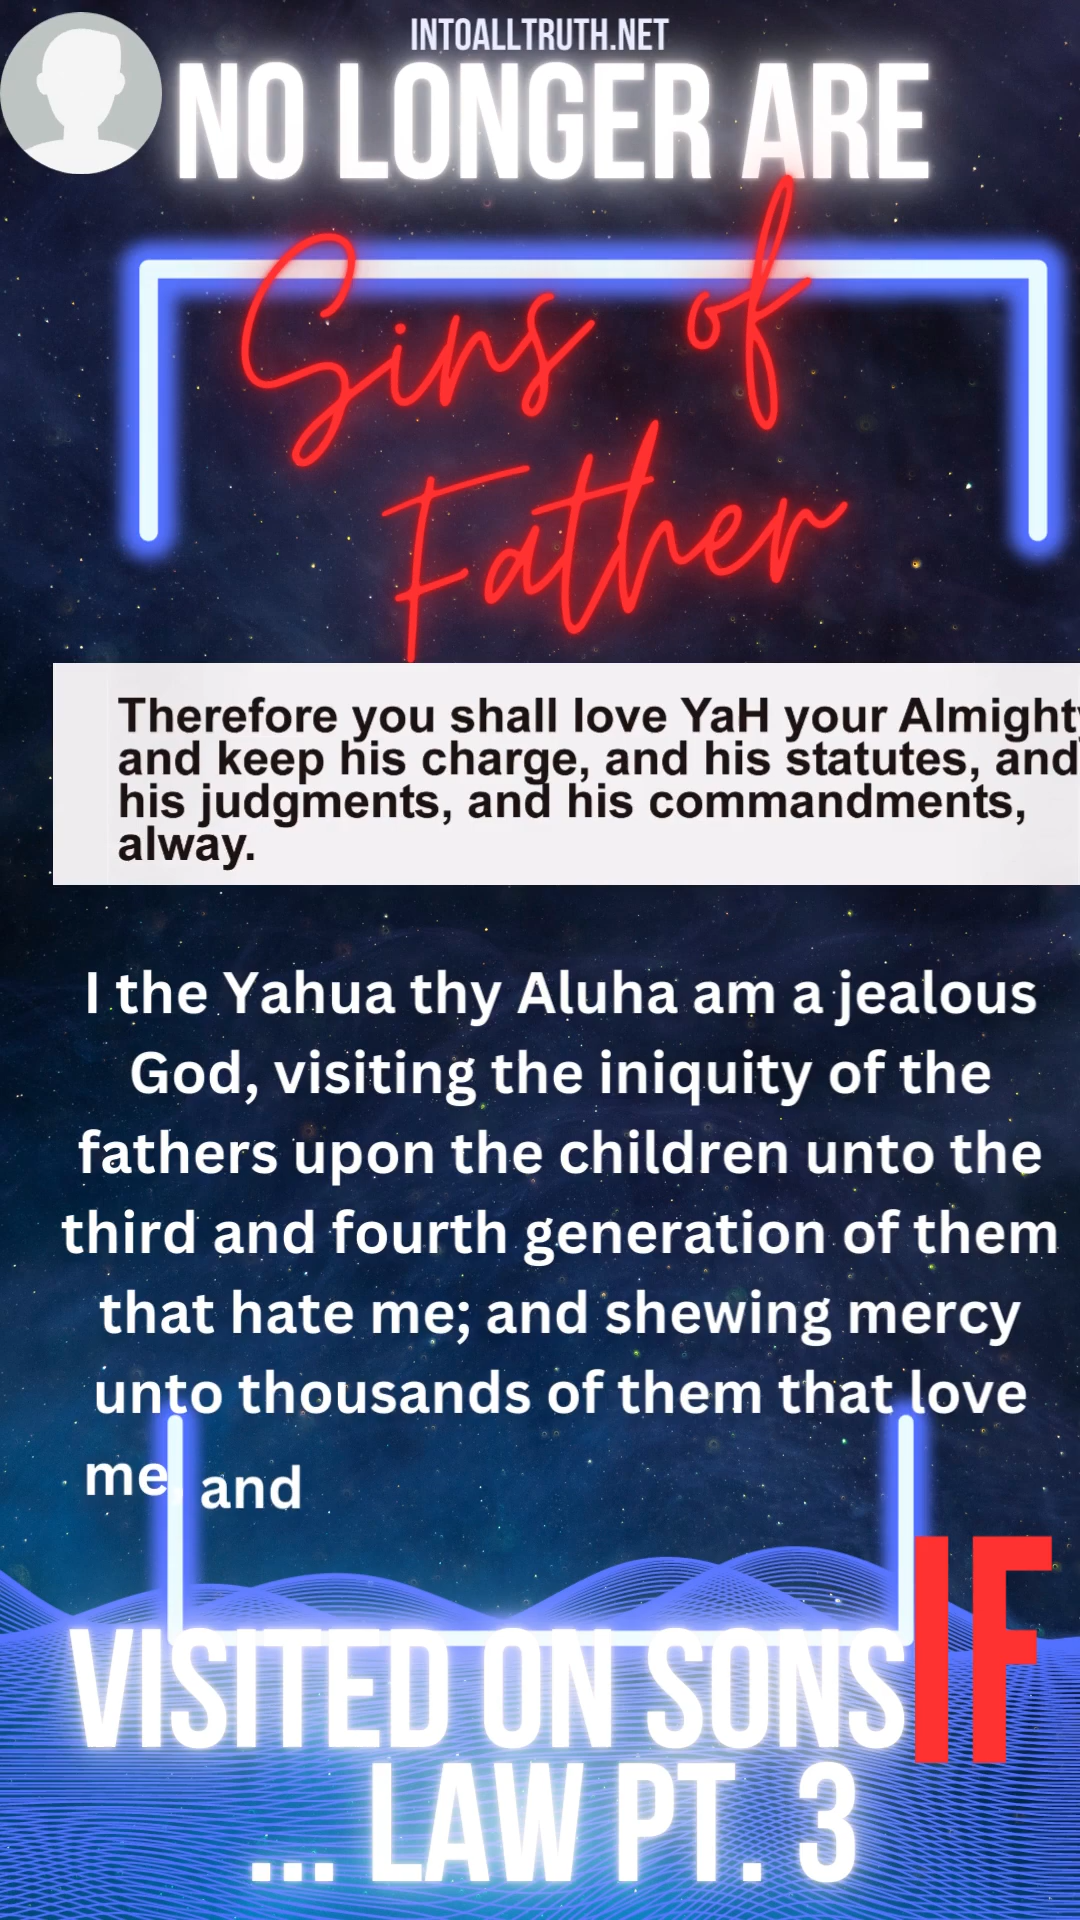 INTOALLTRUTH.NET
NO LONGER ARE
Sins of
Father
Therefore you shall love YaH your Almighty
and keep his charge, and his statutes, and
his judgments, and his commandments,
alway.
I the Yahua thy Aluha am a jealous
God, visiting the iniquity of the
fathers upon the children unto the
third and fourth generation of them
that hate me; and shewing mercy
unto thousands of them that love
me, and
IF
VISITED ON SONS
... LAW PT. 3